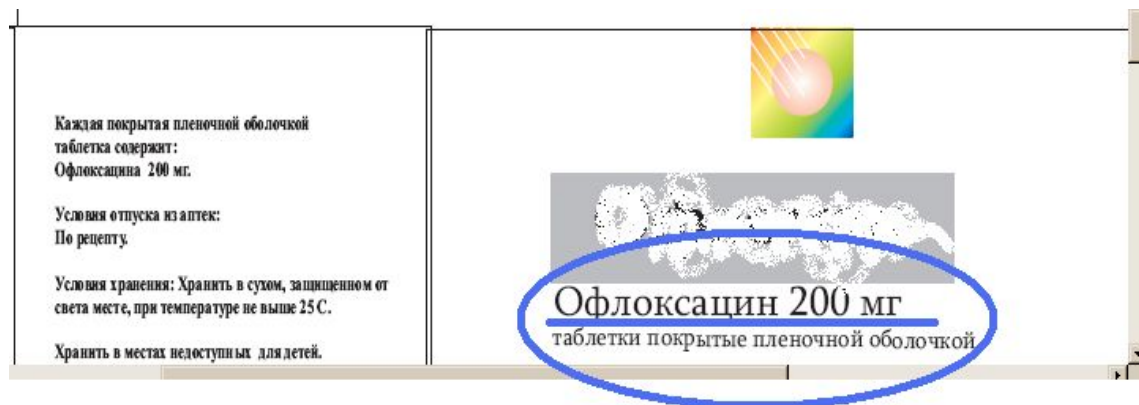 Каждая покрытая пленочной оболочкой
таблетка содержит:
Офлоксацина 200 мг.
Условия отпуска из аптек:
По рецепту.
Условия хранения: Хранить в сухом, защищенном от
света месте, при температуре не выше 25 С.
Хранить в местах недоступных для детей.
Офлоксацин 200 мг
таблетки покрытые пленочной оболочкой